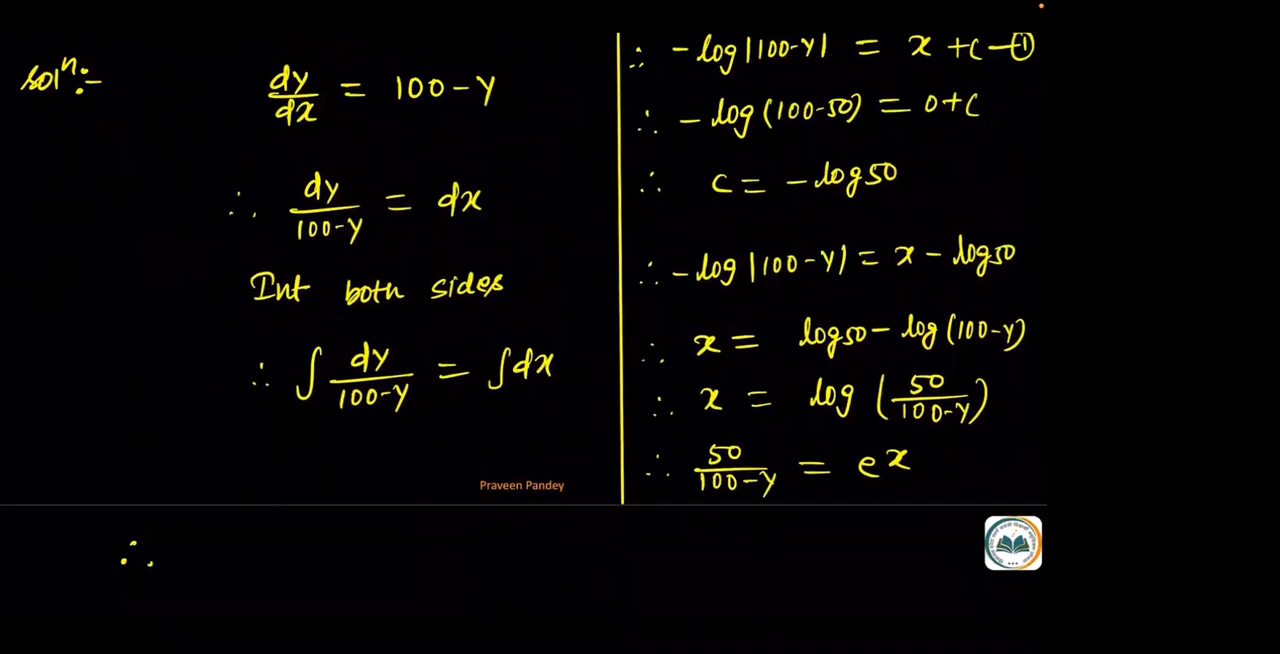 Solⁿ:-
dy/dx = 100-y
∴ dy/100-y = dx
Int both sides
∴ ∫ dy/100-y = ∫dx
∴ -log|100-y| = x +c -①
∴ -log(100-50) = 0+c
∴ c = -log50
∴ -log|100-y| = x - log50
∴ x = log50 - log(100-y)
∴ x = log (50/100-y)
∴ 50/100-y = eˣ
Praveen Pandey
∴